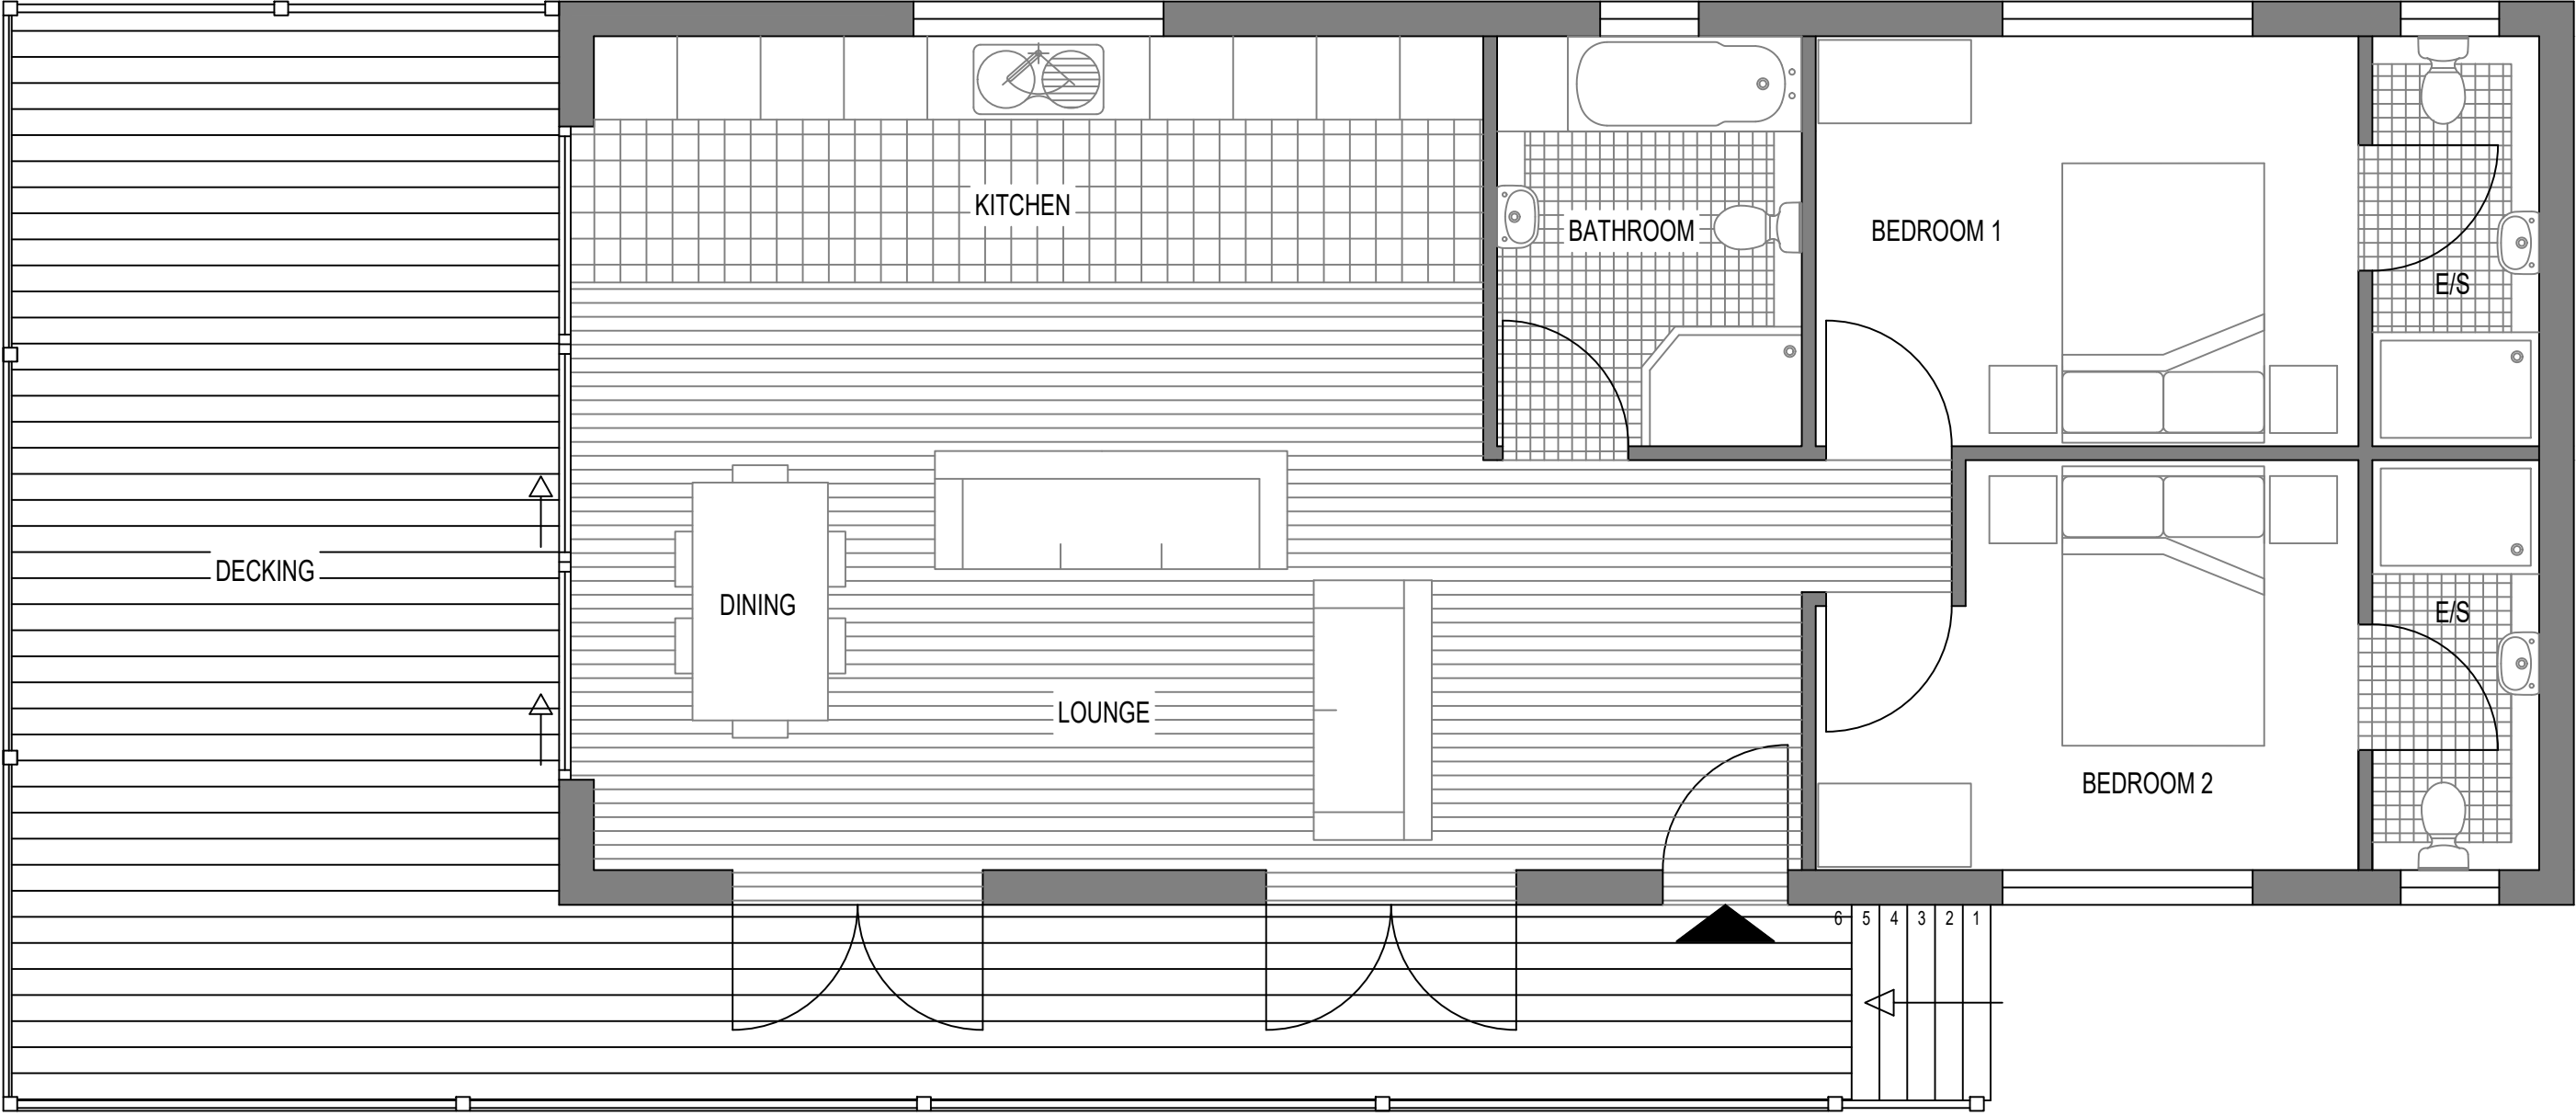 KITCHEN
BATHROOM
BEDROOM 1
E/S
DECKING
DINING
E/S
LOUNGE
BEDROOM 2
6 5 4 3 2 1